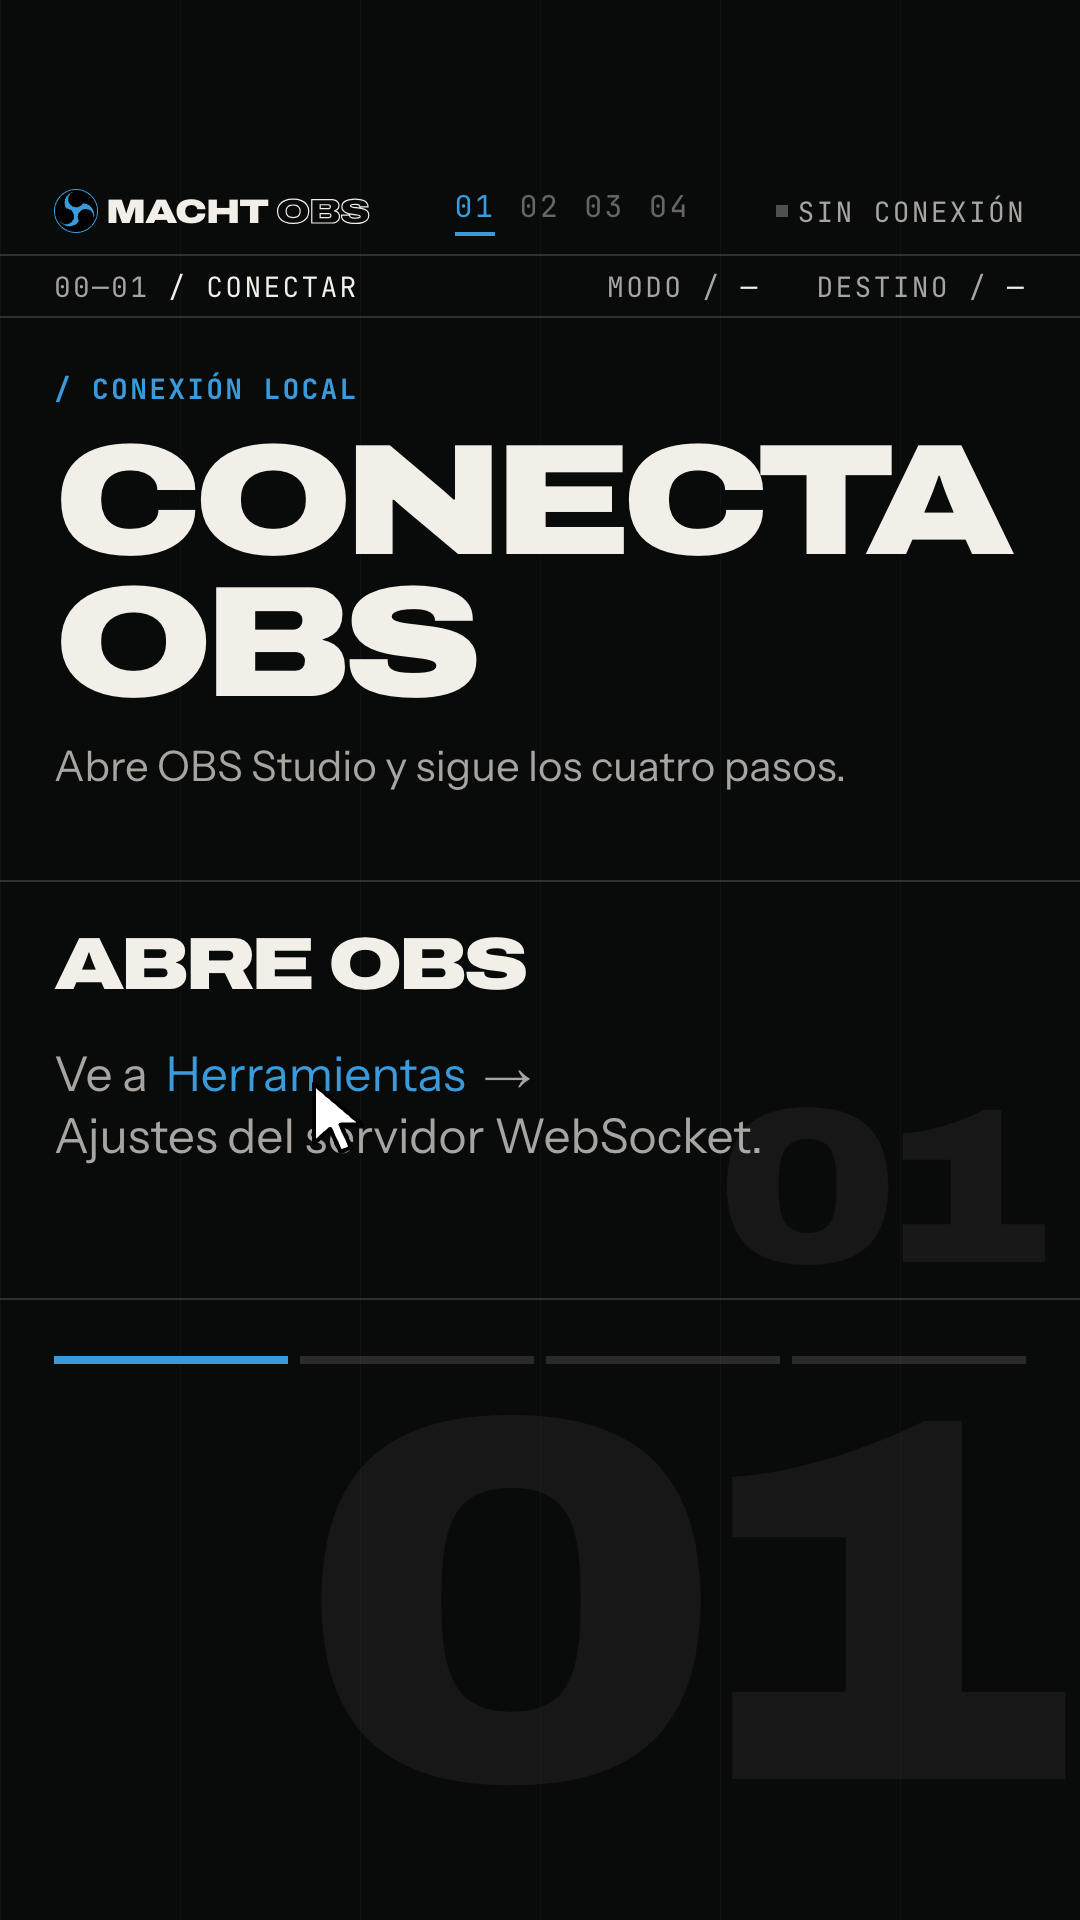 MACHT OBS
01 02 03 04
SIN CONEXIÓN
00—01 / CONECTAR
MODO / —
DESTINO / —
/ CONEXIÓN LOCAL
CONECTA
OBS
Abre OBS Studio y sigue los cuatro pasos.
ABRE OBS
Ve a Herramientas →
Ajustes del servidor WebSocket.
01
01